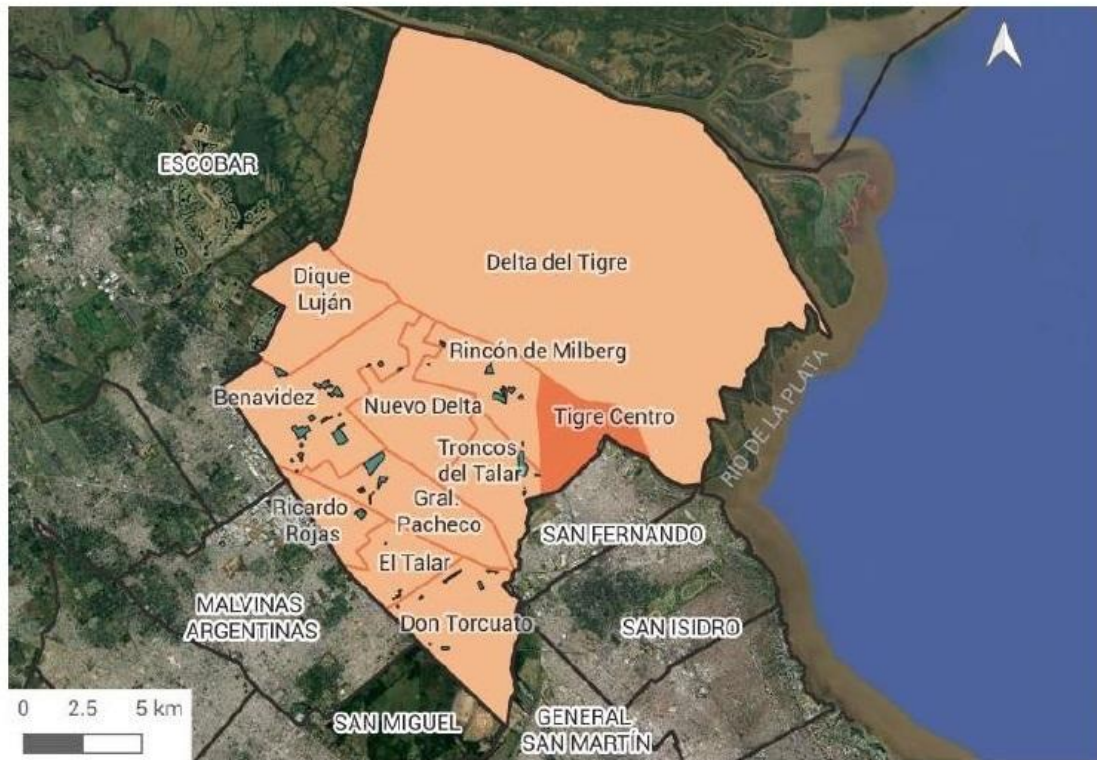 ESCOBAR
Delta del Tigre
Dique
Luján
Rincón de Milberg
Benavidez
Nuevo Delta
Tigre Centro
Troncos
del Talar
RIO DE LA PLATA
Gral.
Pacheco
Ricardo
Rojas
SAN FERNANDO
El Talar
MALVINAS
ARGENTINAS
Don Torcuato
SAN ISIDRO
0 2.5 5 km
SAN MIGUEL
GENERAL
SAN MARTÍN